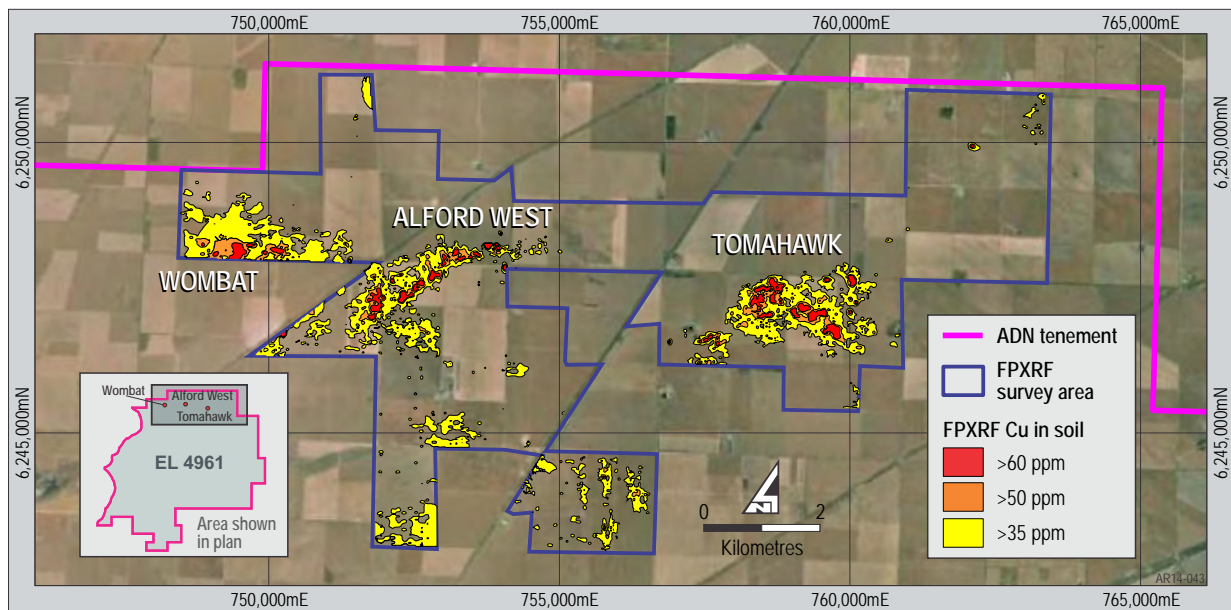 750,000mE
755,000mE
760,000mE
765,000mE
6,250,000mN
6,250,000mN
ALFORD WEST
WOMBAT
TOMAHAWK
ADN tenement
FPXRF
survey area
FPXRF Cu in soil
>60 ppm
>50 ppm
>35 ppm
Wombat
Alford West
Tomahawk
EL 4961
Area shown
in plan
6,245,000mN
6,245,000mN
0 2
Kilometres
AR14-043
750,000mE
755,000mE
760,000mE
765,000mE